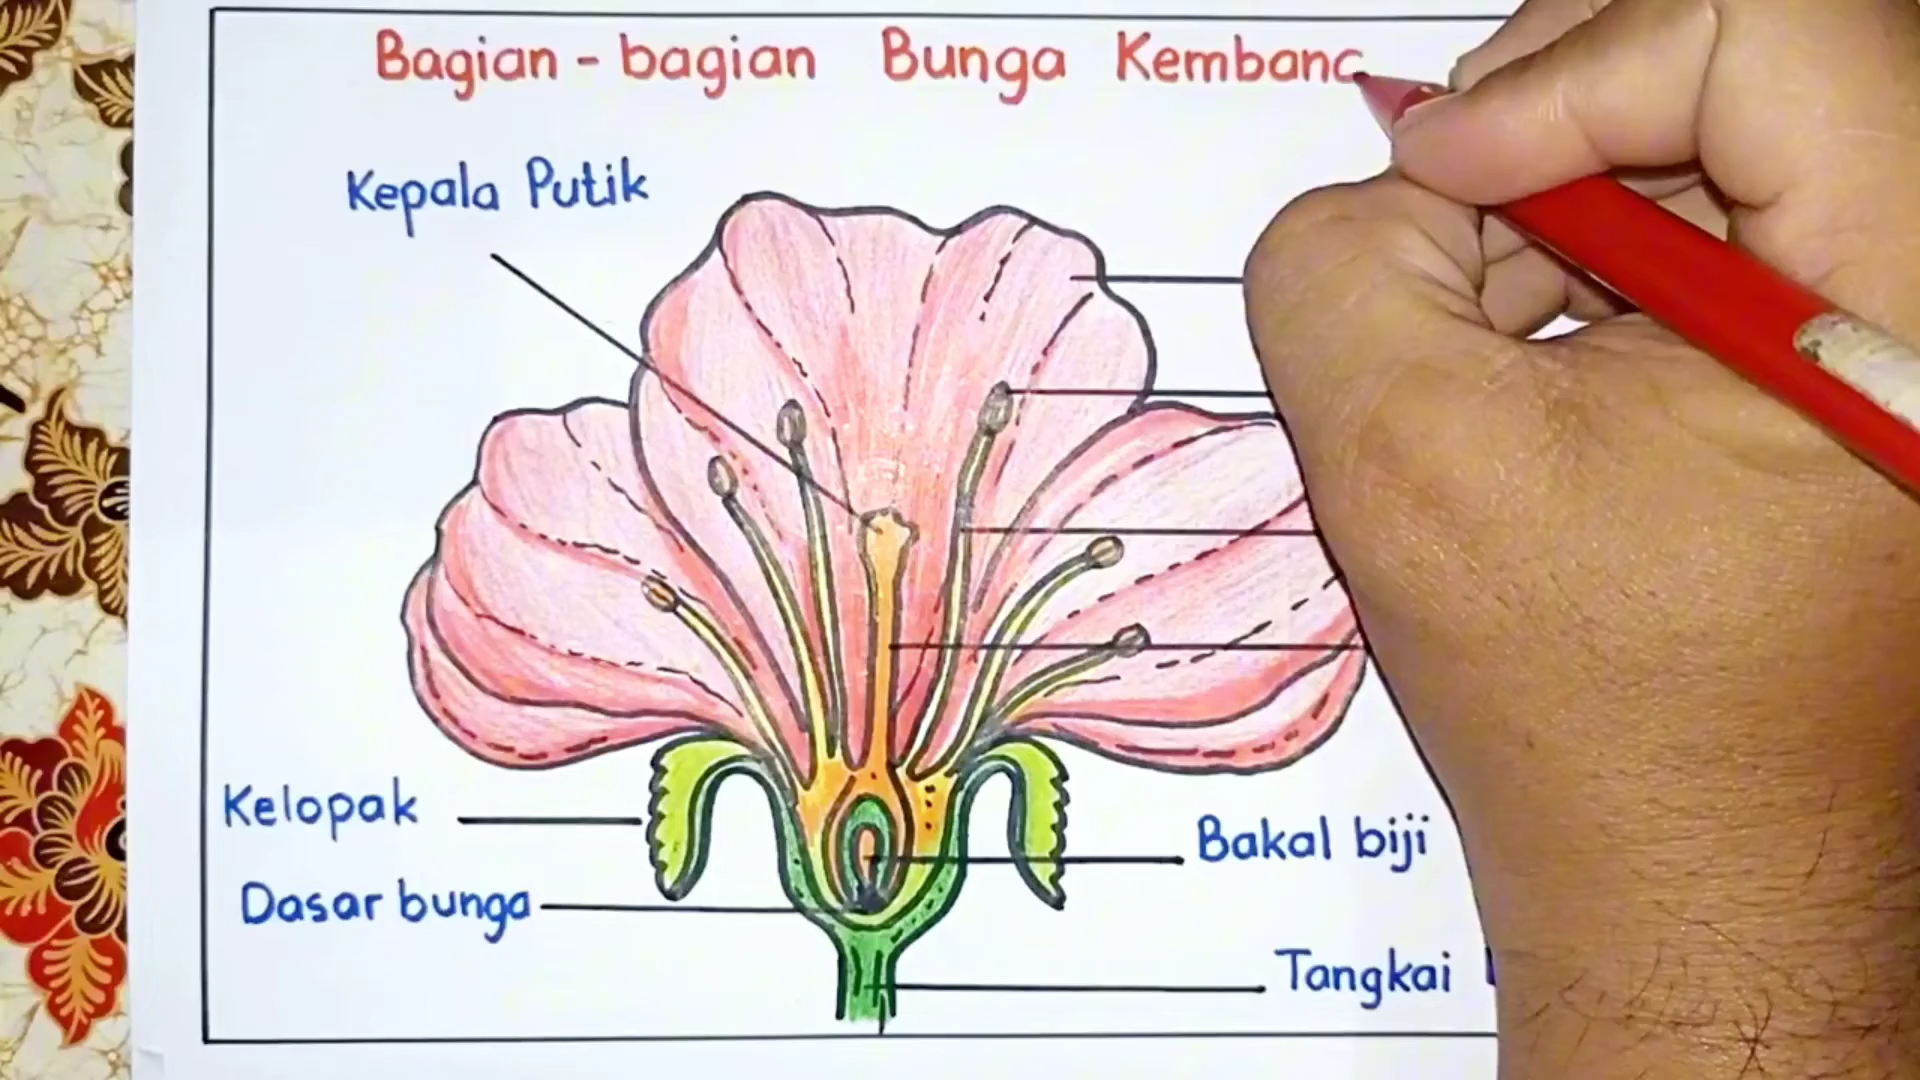 Bagian - bagian Bunga Kembang
Kepala Putik
Kelopak
Bakal biji
Dasar bunga
Tangkai